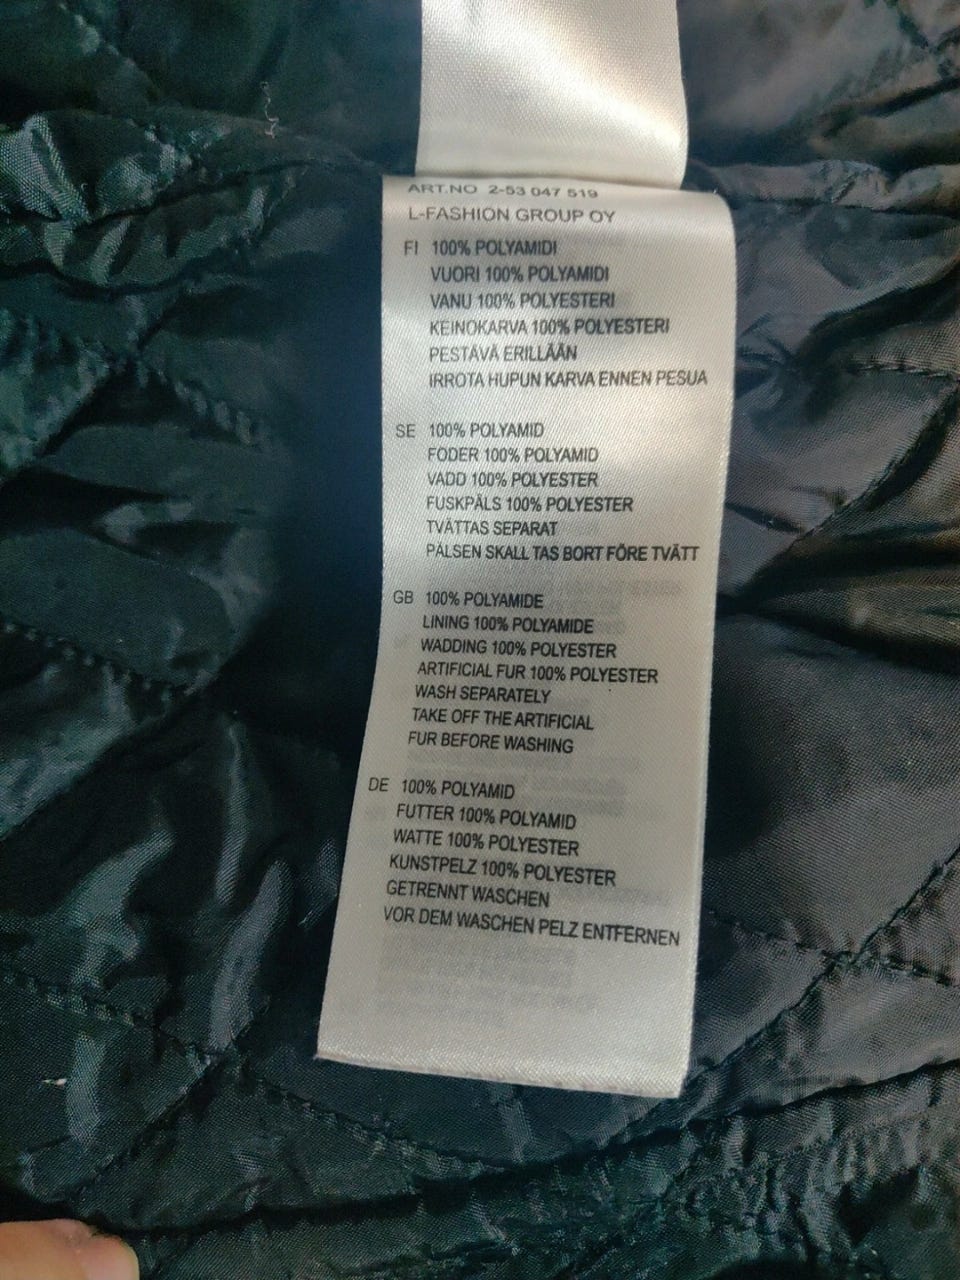 ART.NO 2-53 047 519
L-FASHION GROUP OY
FI 100% POLYAMIDI
VUORI 100% POLYAMIDI
VANU 100% POLYESTERI
KEINOKARVA 100% POLYESTERI
PESTÄVÄ ERILLÄÄN
IRROTA HUPUN KARVA ENNEN PESUA
SE 100% POLYAMID
FODER 100% POLYAMID
VADD 100% POLYESTER
FUSKPÄLS 100% POLYESTER
TVÄTTAS SEPARAT
PÄLSEN SKALL TAS BORT FÖRE TVÄTT
GB 100% POLYAMIDE
LINING 100% POLYAMIDE
WADDING 100% POLYESTER
ARTIFICIAL FUR 100% POLYESTER
WASH SEPARATELY
TAKE OFF THE ARTIFICIAL
FUR BEFORE WASHING
DE 100% POLYAMID
FUTTER 100% POLYAMID
WATTE 100% POLYESTER
KUNSTPELZ 100% POLYESTER
GETRENNT WASCHEN
VOR DEM WASCHEN PELZ ENTFERNEN